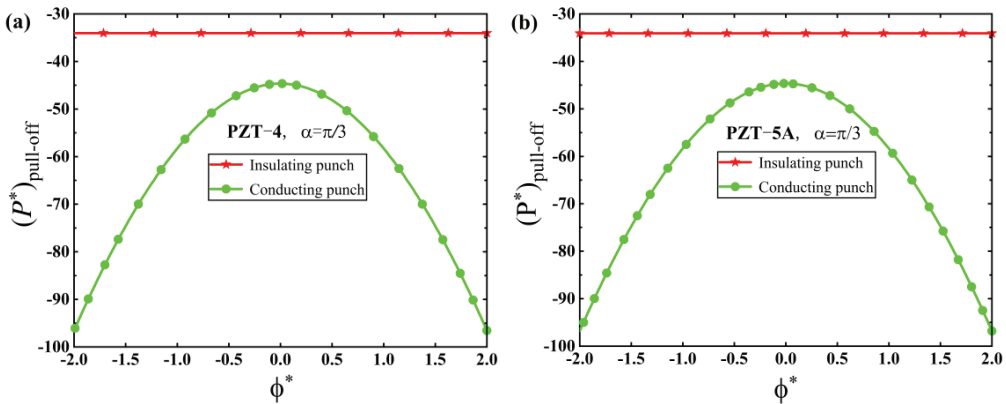 (a)
-30
-40
-50
-60
-70
-80
-90
-100
(P*)pull-off
PZT-4, α=π/3
Insulating punch
Conducting punch
-2.0 -1.5 -1.0 -0.5 0.0 0.5 1.0 1.5 2.0
ϕ*
(b)
-30
-40
-50
-60
-70
-80
-90
-100
(P*)pull-off
PZT-5A, α=π/3
Insulating punch
Conducting punch
-2.0 -1.5 -1.0 -0.5 0.0 0.5 1.0 1.5 2.0
ϕ*